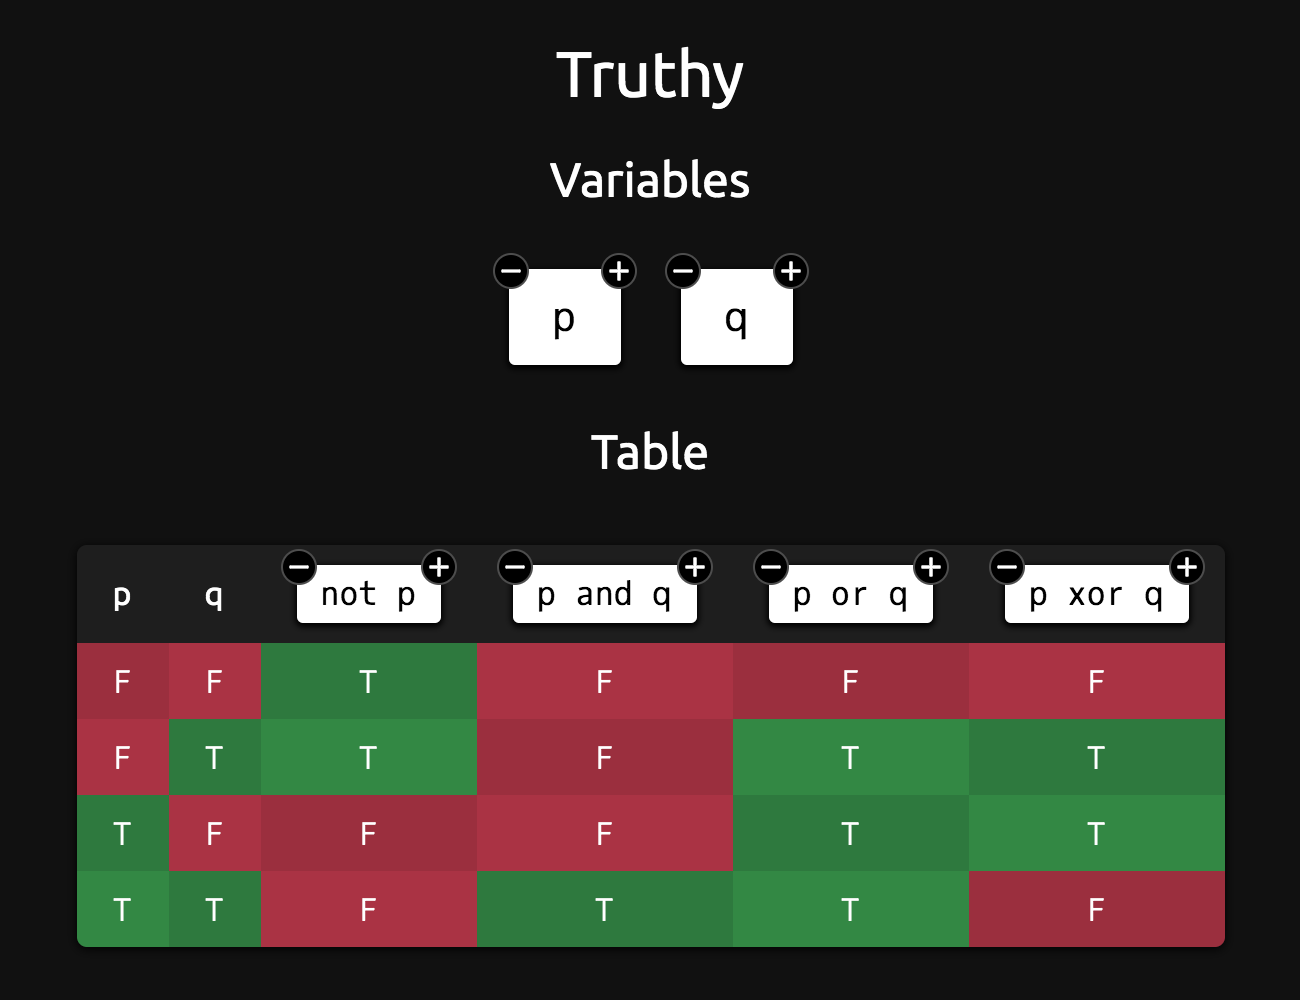 Truthy
Variables
p q
Table
p q not p p and q p or q p xor q
F F T F F F
F T T F T T
T F F F T T
T T F T T F